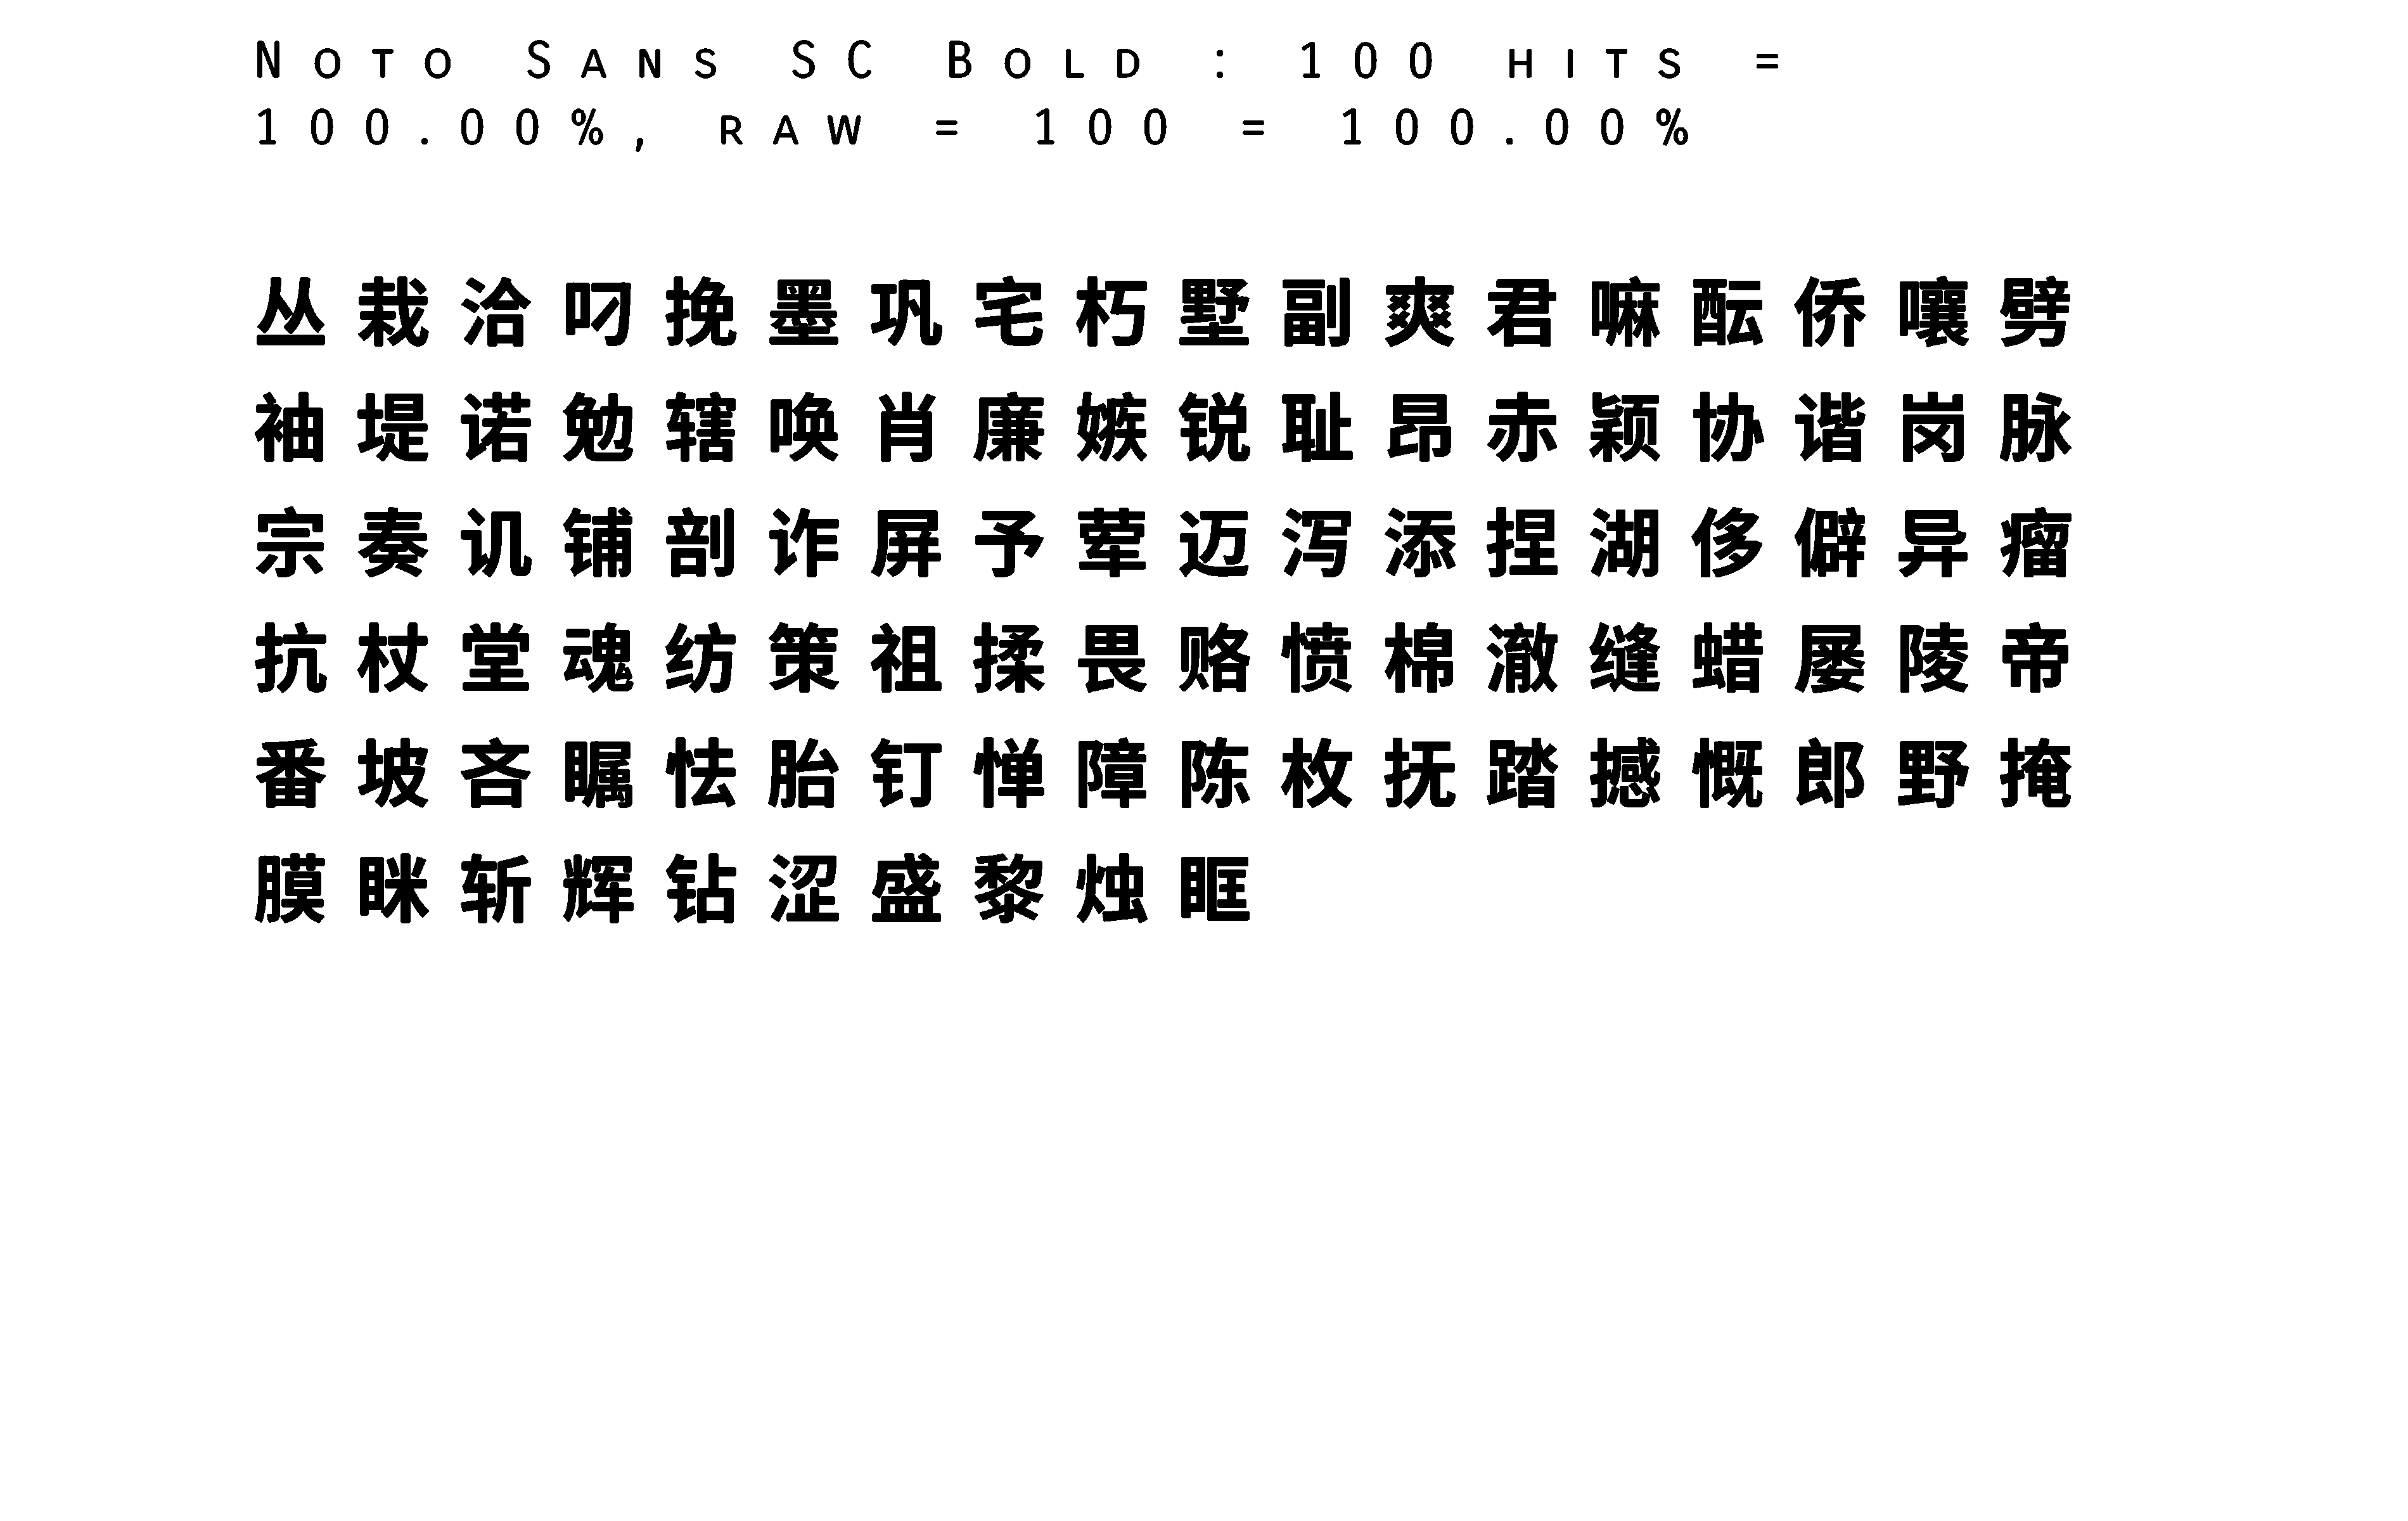 Noto Sans SC Bold : 100 hits =
100.00%, raw = 100 = 100.00%
丛栽洽叼挽墨巩宅朽墅副爽君嘛酝侨嚷劈
袖堤诺勉辖唤肖廉嫉锐耻昂赤颖协谐岗脉
宗奏讥铺剖诈屏予荤迈泻添捏湖侈僻异瘤
抗杖堂魂纺策祖揉畏赂愤棉澈缝蜡屡陵帝
番坡吝瞩怯胎钉惮障陈枚抚踏撼慨郎野掩
膜眯斩辉钻涩盛黎烛眶